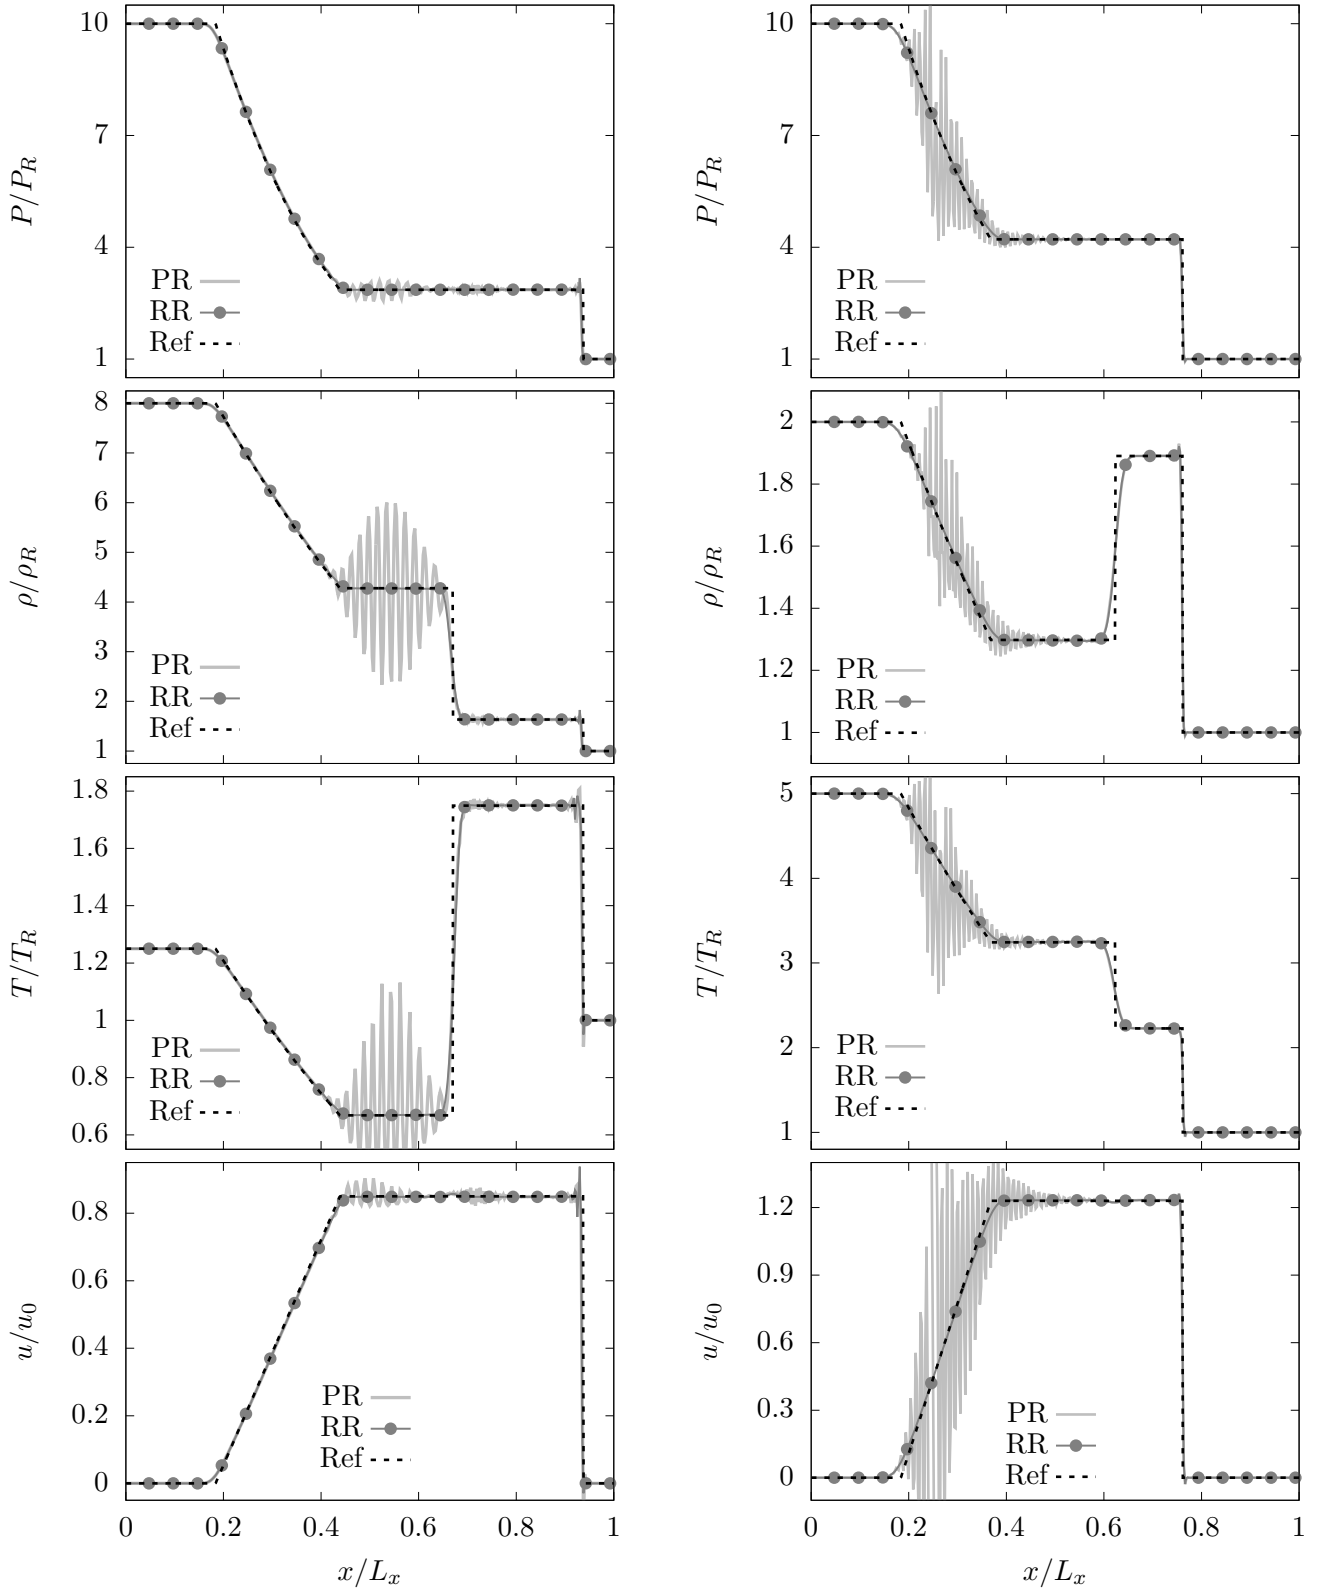 10
7
4
1
P/P_R
PR
RR
Ref
10
7
4
1
P/P_R
PR
RR
Ref
8
7
6
5
4
3
2
1
ρ/ρ_R
PR
RR
Ref
2
1.8
1.6
1.4
1.2
1
ρ/ρ_R
PR
RR
Ref
1.8
1.6
1.4
1.2
1
0.8
0.6
T/T_R
PR
RR
Ref
5
4
3
2
1
T/T_R
PR
RR
Ref
0.8
0.6
0.4
0.2
0
u/u_0
PR
RR
Ref
0 0.2 0.4 0.6 0.8 1
x/L_x
1.2
0.9
0.6
0.3
0
u/u_0
PR
RR
Ref
0 0.2 0.4 0.6 0.8 1
x/L_x